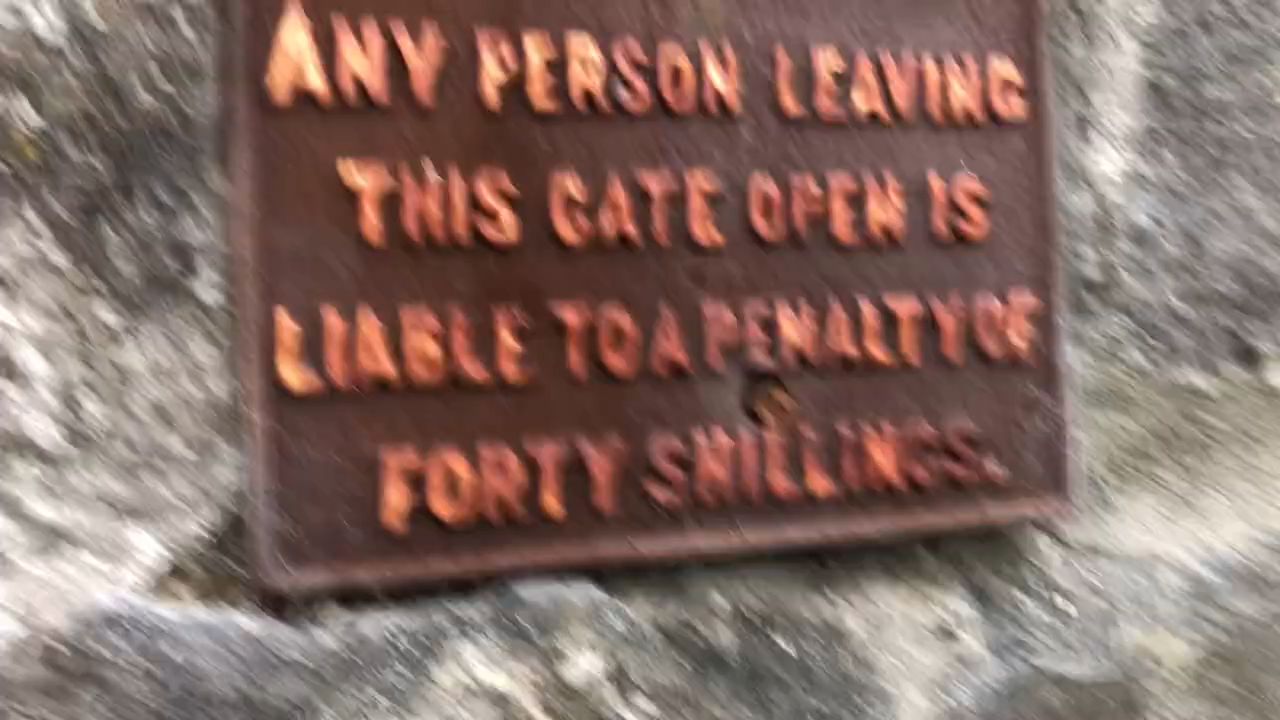 ANY PERSON LEAVING
THIS GATE OPEN IS
LIABLE TO A PENALTY OF
FORTY SHILLINGS.